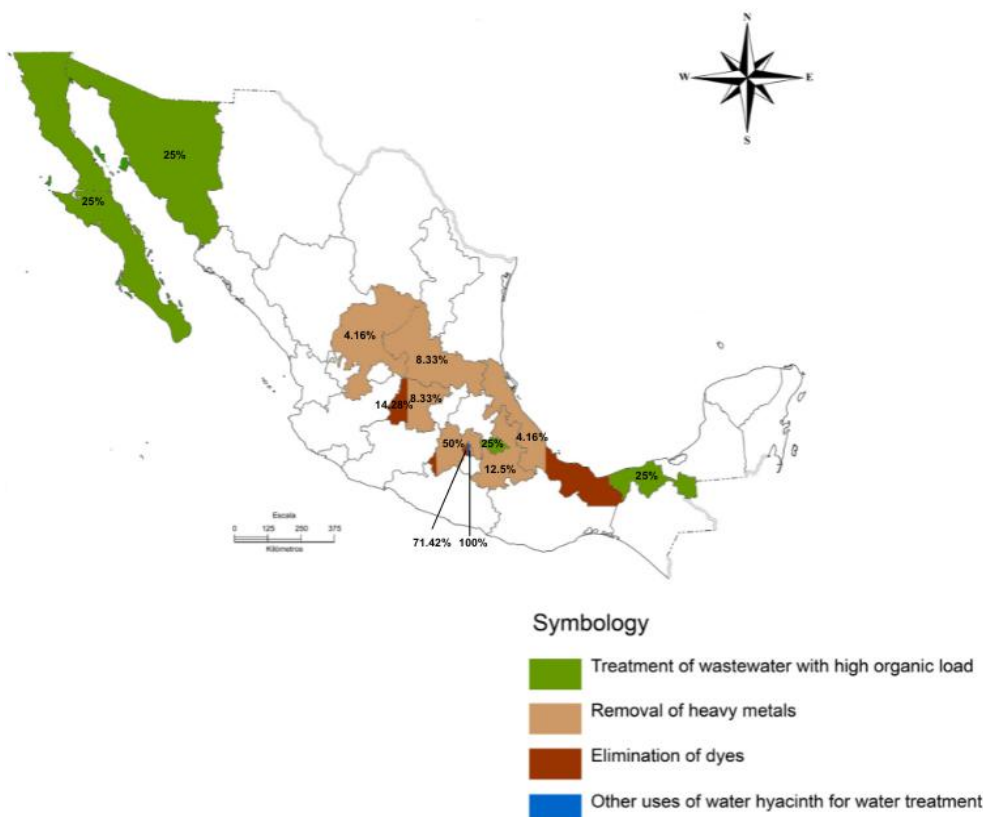 N
W E
S
25%
25%
4.16%
8.33%
8.33%
14.28%
4.16%
50%
25%
12.5%
25%
Escala
0 125 250 375
Kilómetros
71.42% 100%
Symbology
Treatment of wastewater with high organic load
Removal of heavy metals
Elimination of dyes
Other uses of water hyacinth for water treatment